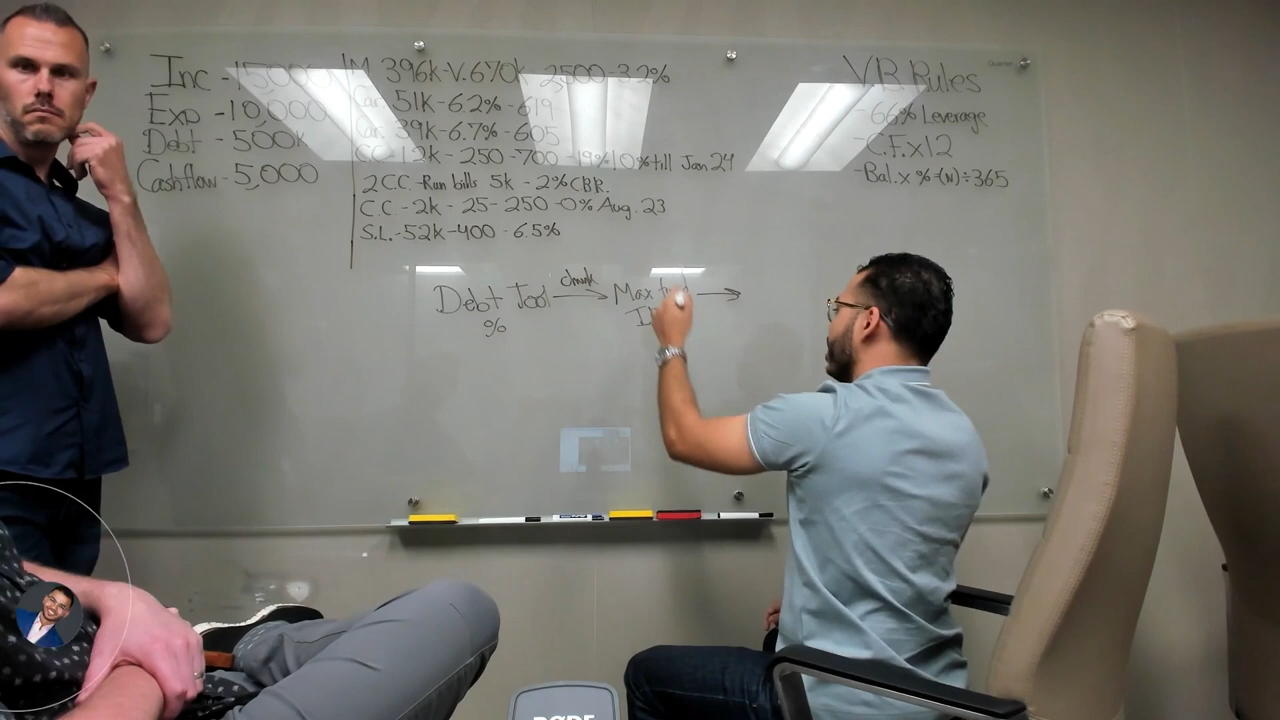 Inc - 15,000
Exp - 10,000
Debt - 500k
Cashflow - 5,000
M. 396k - V. 670k - 2500 - 3.2%
Car. 51k - 6.2% - 619
Car. 39k - 6.7% - 605
CC - 12k - 250 - 700 - 19% 10% till Jan 24
2 CC - Run bills 5k - 2% CBR.
C.C - 2k - 25 - 250 - 0% Aug. 23
S.L. - 52k - 400 - 6.5%
VB Rules
- 66% Leverage
- C.F. x 12
- Bal. x % - (N) ÷ 365
Debt Tool chunk → Max →
%
RØDE